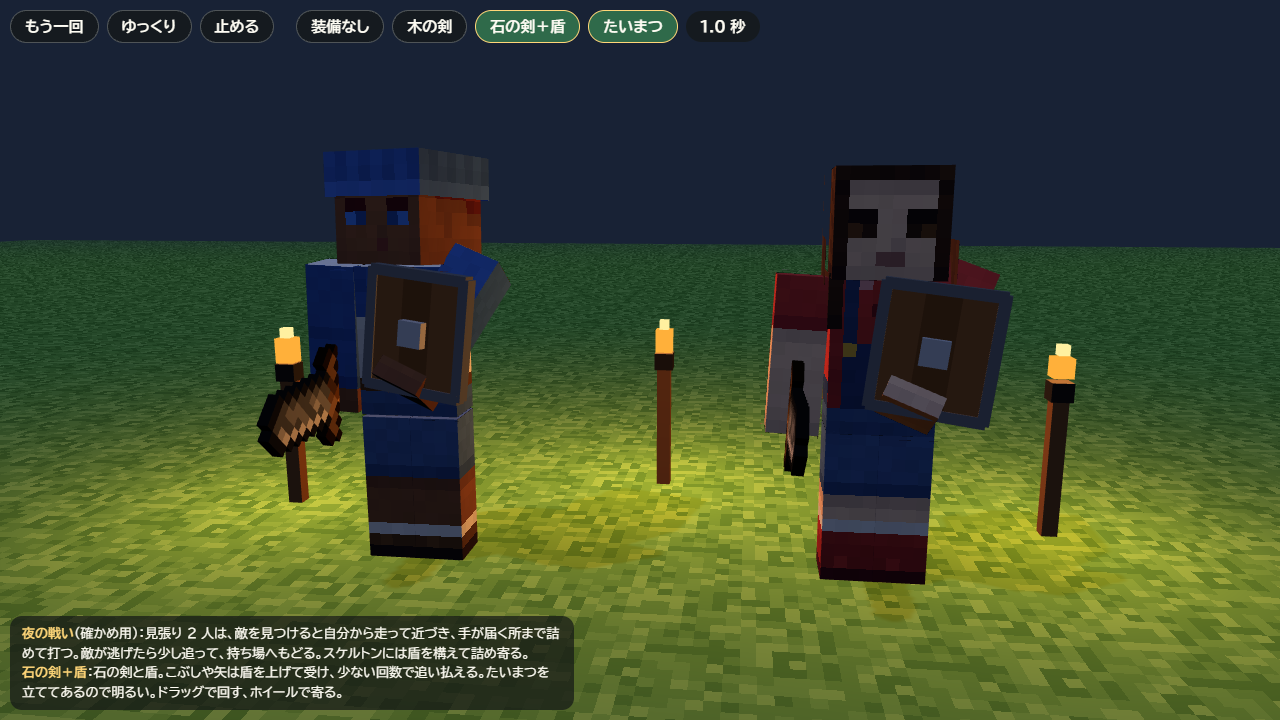 もう一回
ゆっくり
止める
装備なし
木の剣
石の剣＋盾
たいまつ
1.0 秒
夜の戦い(確かめ用)：見張り 2 人は、敵を見つけると自分から走って近づき、手が届く所まで詰
めて打つ。敵が逃げたら少し追って、持ち場へもどる。スケルトンには盾を構えて詰め寄る。
石の剣＋盾：石の剣と盾。こぶしや矢は盾を上げて受け、少ない回数で追い払える。たいまつを
立ててあるので明るい。ドラッグで回す、ホイールで寄る。